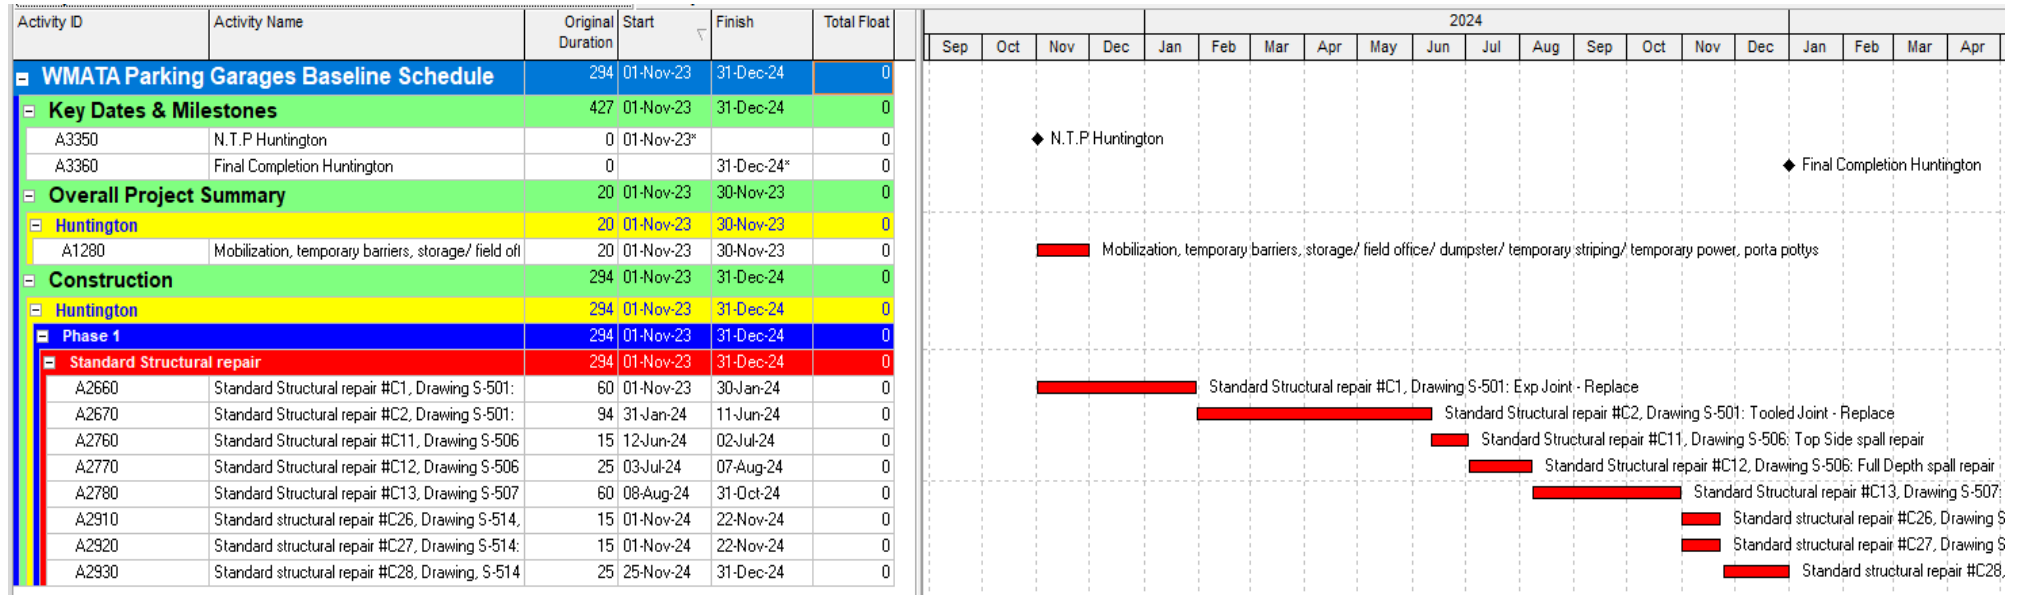 Activity ID Activity Name Original Duration Start Finish Total Float
2024
Sep Oct Nov Dec Jan Feb Mar Apr May Jun Jul Aug Sep Oct Nov Dec Jan Feb Mar Apr
WMATA Parking Garages Baseline Schedule 294 01-Nov-23 31-Dec-24 0
Key Dates & Milestones 427 01-Nov-23 31-Dec-24 0
A3350 N.T.P Huntington 0 01-Nov-23* 0 N.T.P Huntington
A3360 Final Completion Huntington 0 31-Dec-24* 0 Final Completion Huntington
Overall Project Summary 20 01-Nov-23 30-Nov-23 0
Huntington 20 01-Nov-23 30-Nov-23 0
A1280 Mobilization, temporary barriers, storage/ field ofl 20 01-Nov-23 30-Nov-23 0 Mobilization, temporary barriers, storage/ field office/ dumpster/ temporary striping/ temporary power, porta pottys
Construction 294 01-Nov-23 31-Dec-24 0
Huntington 294 01-Nov-23 31-Dec-24 0
Phase 1 294 01-Nov-23 31-Dec-24 0
Standard Structural repair 294 01-Nov-23 31-Dec-24 0
A2660 Standard Structural repair #C1, Drawing S-501: 60 01-Nov-23 30-Jan-24 0 Standard Structural repair #C1, Drawing S-501: Exp Joint - Replace
A2670 Standard Structural repair #C2, Drawing S-501: 94 31-Jan-24 11-Jun-24 0 Standard Structural repair #C2, Drawing S-501: Tooled Joint - Replace
A2760 Standard Structural repair #C11, Drawing S-506 15 12-Jun-24 02-Jul-24 0 Standard Structural repair #C11, Drawing S-506: Top Side spall repair
A2770 Standard Structural repair #C12, Drawing S-506 25 03-Jul-24 07-Aug-24 0 Standard Structural repair #C12, Drawing S-506: Full Depth spall repair
A2780 Standard Structural repair #C13, Drawing S-507 60 08-Aug-24 31-Oct-24 0 Standard Structural repair #C13, Drawing S-507:
A2910 Standard structural repair #C26, Drawing S-514, 15 01-Nov-24 22-Nov-24 0 Standard structural repair #C26, Drawing S
A2920 Standard structural repair #C27, Drawing S-514: 15 01-Nov-24 22-Nov-24 0 Standard structural repair #C27, Drawing S
A2930 Standard structural repair #C28, Drawing, S-514 25 25-Nov-24 31-Dec-24 0 Standard structural repair #C28,